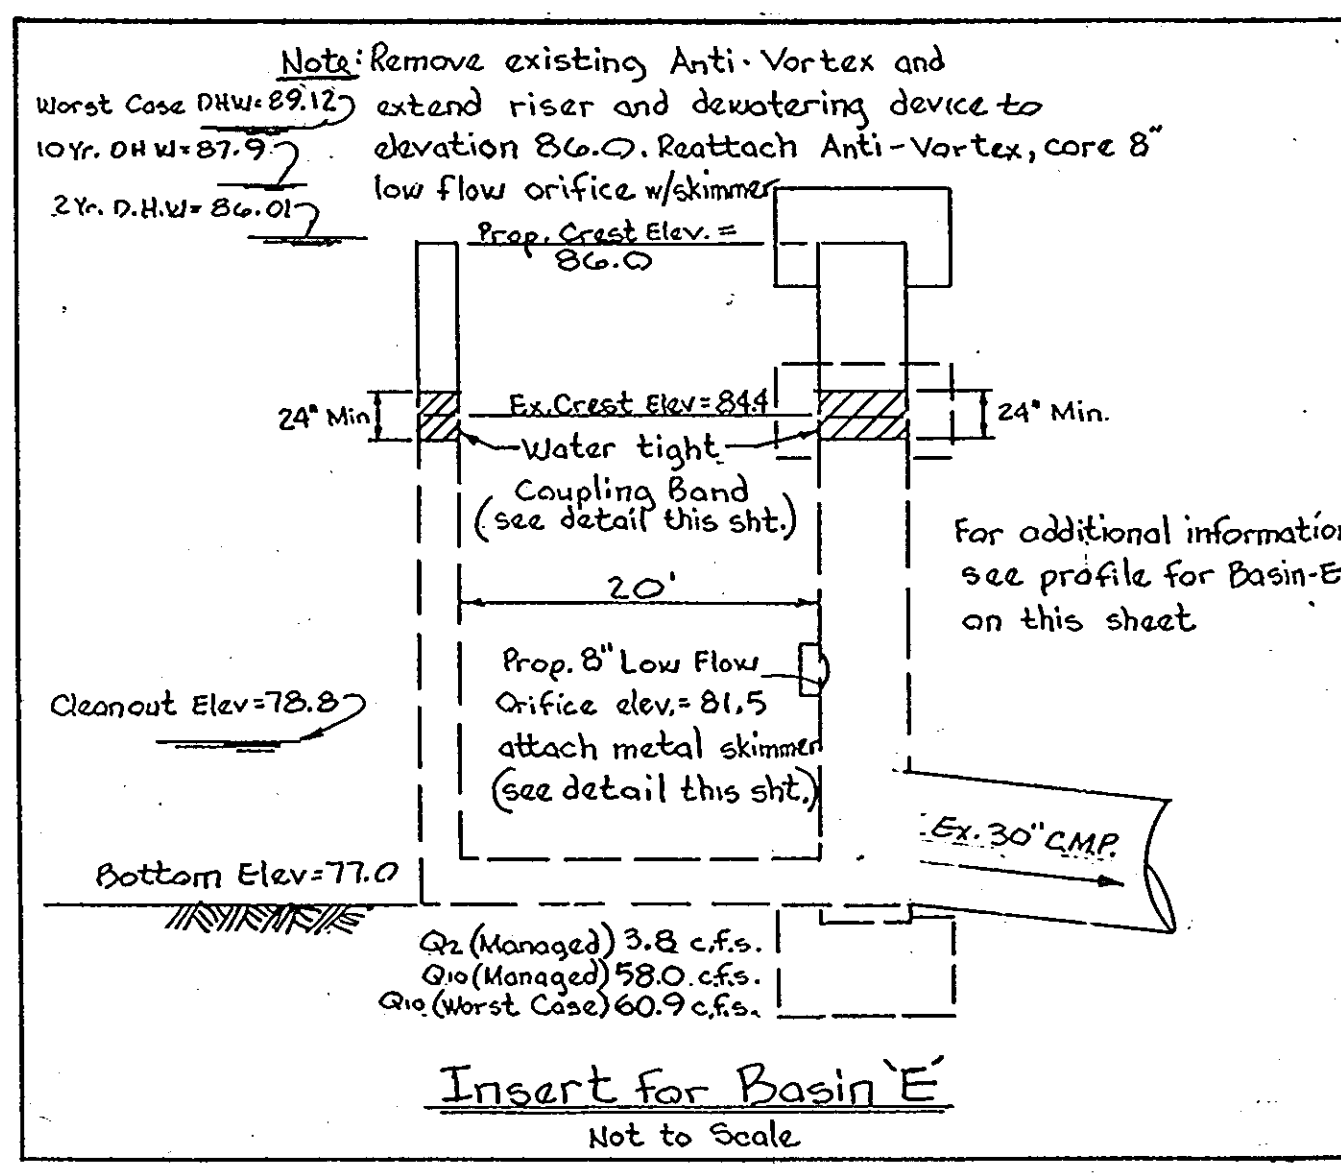 Note: Remove existing Anti-Vortex and
extend riser and dewatering device to
elevation 86.0. Reattach Anti-Vortex, core 8"
low flow orifice w/skimmer
Worst Case DHW=89.12
10 Yr. DHW=87.9
2 Yr. D.H.W=86.01
Prop. Crest Elev. =
86.0
24" Min
Ex. Crest Elev=84.4
24" Min.
Water tight
Coupling Band
(see detail this sht.)
For additional information
see profile for Basin-E
on this sheet
20'
Prop. 8" Low Flow
Orifice elev.= 81.5
attach metal skimmer
(see detail this sht.)
Cleanout Elev=78.8
Ex. 30" C.M.P.
Bottom Elev=77.0
Q2 (Managed) 3.8 c.f.s.
Q10 (Managed) 58.0 c.f.s.
Q10 (Worst Case) 60.9 c.f.s.
Insert for Basin 'E'
Not to Scale